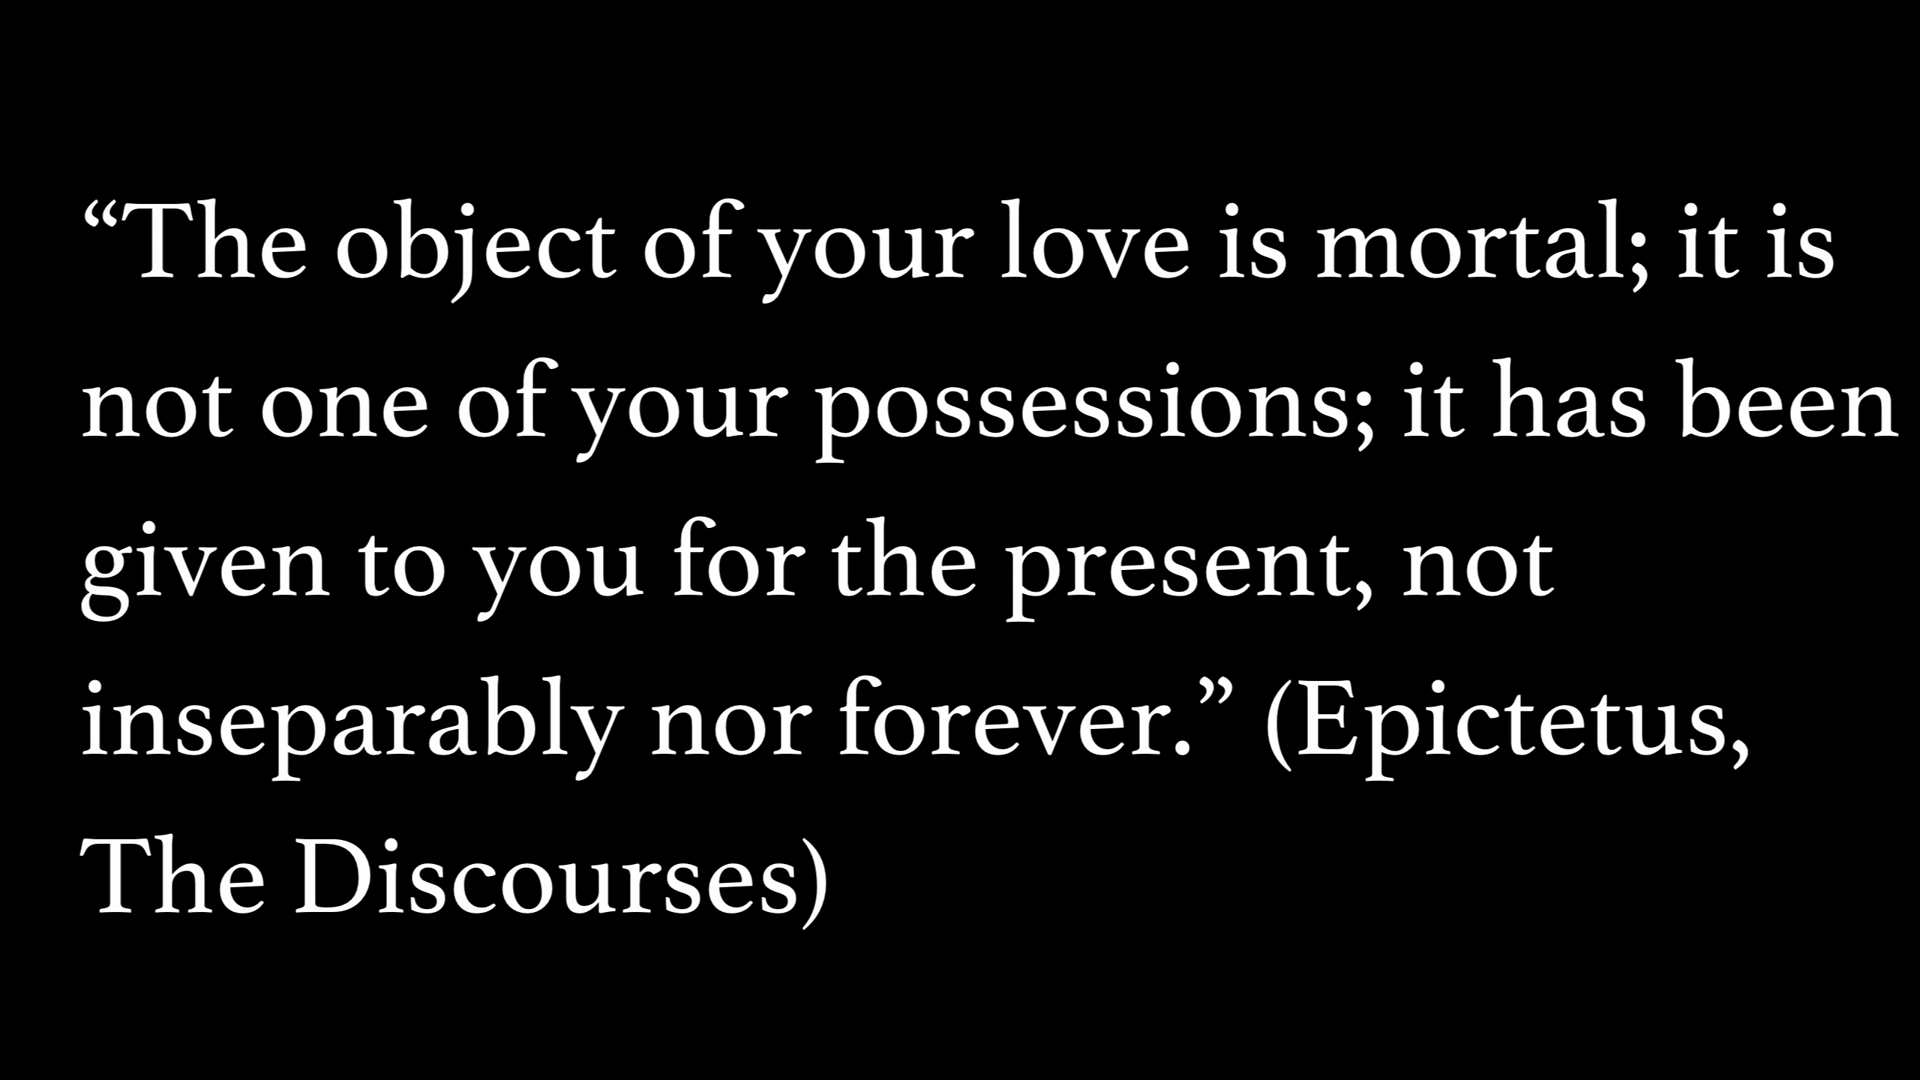 “The object of your love is mortal; it is
not one of your possessions; it has been
given to you for the present, not
inseparably nor forever.” (Epictetus,
The Discourses)